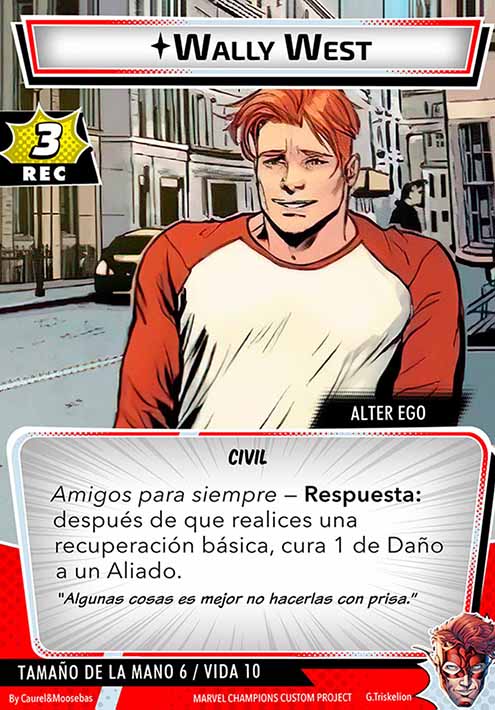 WALLY WEST
3
REC
ALTER EGO
CIVIL
Amigos para siempre – Respuesta:
después de que realices una
recuperación básica, cura 1 de Daño
a un Aliado.
"Algunas cosas es mejor no hacerlas con prisa."
TAMAÑO DE LA MANO 6 / VIDA 10
By Caurel&Moosebas MARVEL CHAMPIONS CUSTOM PROJECT G.Triskelion